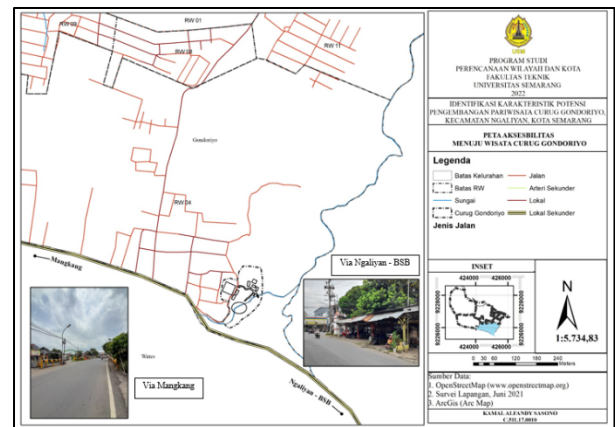 RW 09
RW 01
RW 08
RW 11
Gondoriyo
RW 04
Mangkang
Via Ngaliyan - BSB
Wates
Via Mangkang
Ngaliyan - BSB
PROGRAM STUDI
PERENCANAAN WILAYAH DAN KOTA
FAKULTAS TEKNIK
UNIVERSITAS SEMARANG
2022
IDENTIFIKASI KARAKTERISTIK POTENSI
PENGEMBANGAN PARIWISATA CURUG GONDORIYO,
KECAMATAN NGALIYAN, KOTA SEMARANG
PETA AKSESBILITAS
MENUJU WISATA CURUG GONDORIYO
Legenda
Batas Kelurahan
Jalan
Batas RW
Arteri Sekunder
Sungai
Lokal
Curug Gondoriyo
Lokal Sekunder
Jenis Jalan
INSET
424000 426000
9228000
9226000
9228000
9226000
424000 426000
N
1:5.734,83
0 30 60 120 180 240
Meters
Sumber Data:
1. OpenStreetMap (www.openstreetmap.org)
2. Survei Lapangan, Juni 2021
3. ArcGis (Arc Map)
KAMAL ALFANDY SASONO
C.311.17.0010